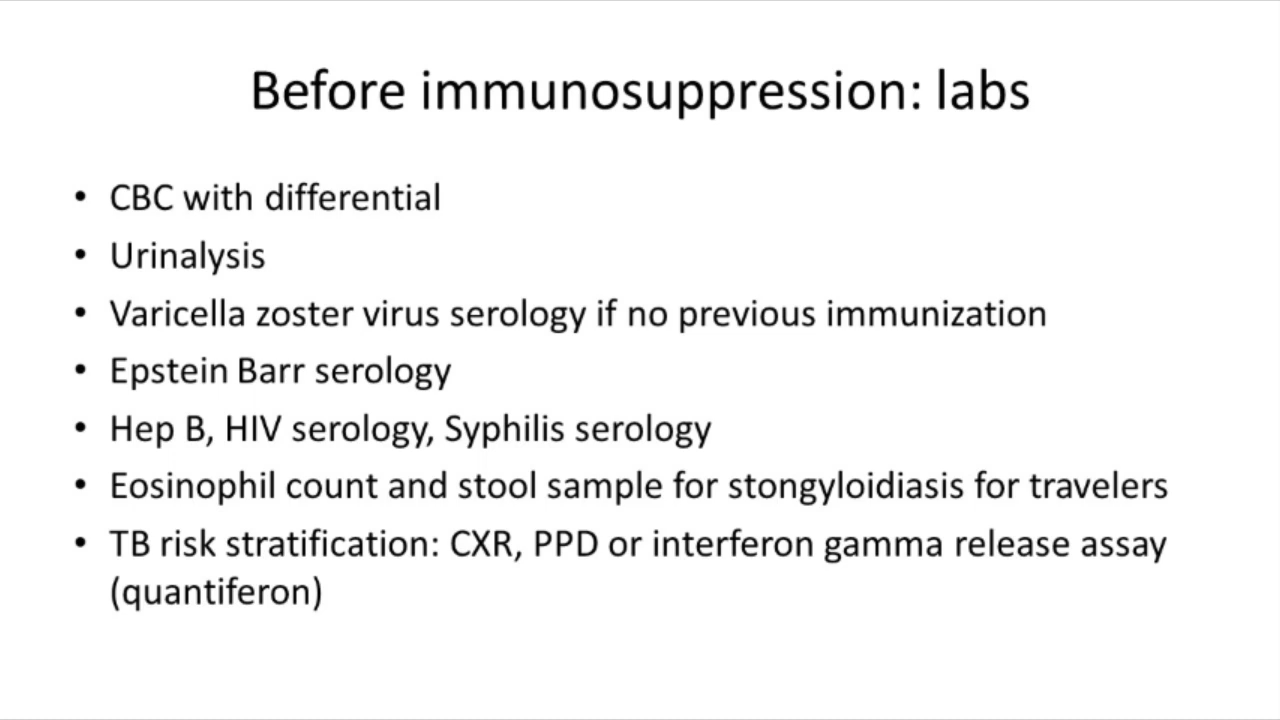 Before immunosuppression: labs
• CBC with differential
• Urinalysis
• Varicella zoster virus serology if no previous immunization
• Epstein Barr serology
• Hep B, HIV serology, Syphilis serology
• Eosinophil count and stool sample for stongyloidiasis for travelers
• TB risk stratification: CXR, PPD or interferon gamma release assay
(quantiferon)